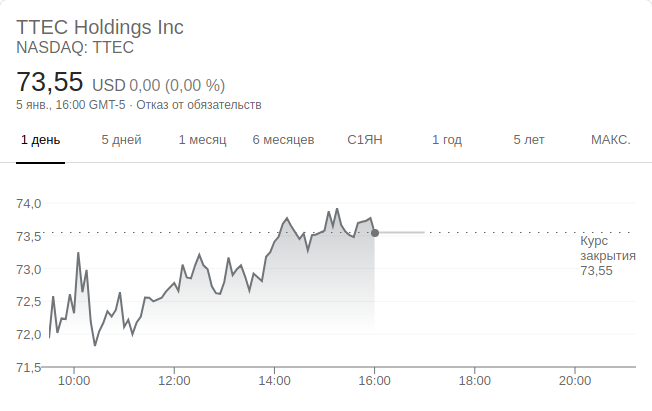 TTEC Holdings Inc
NASDAQ: TTEC
73,55 USD 0,00 (0,00 %)
5 янв., 16:00 GMT-5 · Отказ от обязательств
1 день 5 дней 1 месяц 6 месяцев С1ЯН 1 год 5 лет МАКС.
74,0
73,5
73,0
72,5
72,0
71,5
Курс
закрытия
73,55
10:00 12:00 14:00 16:00 18:00 20:00